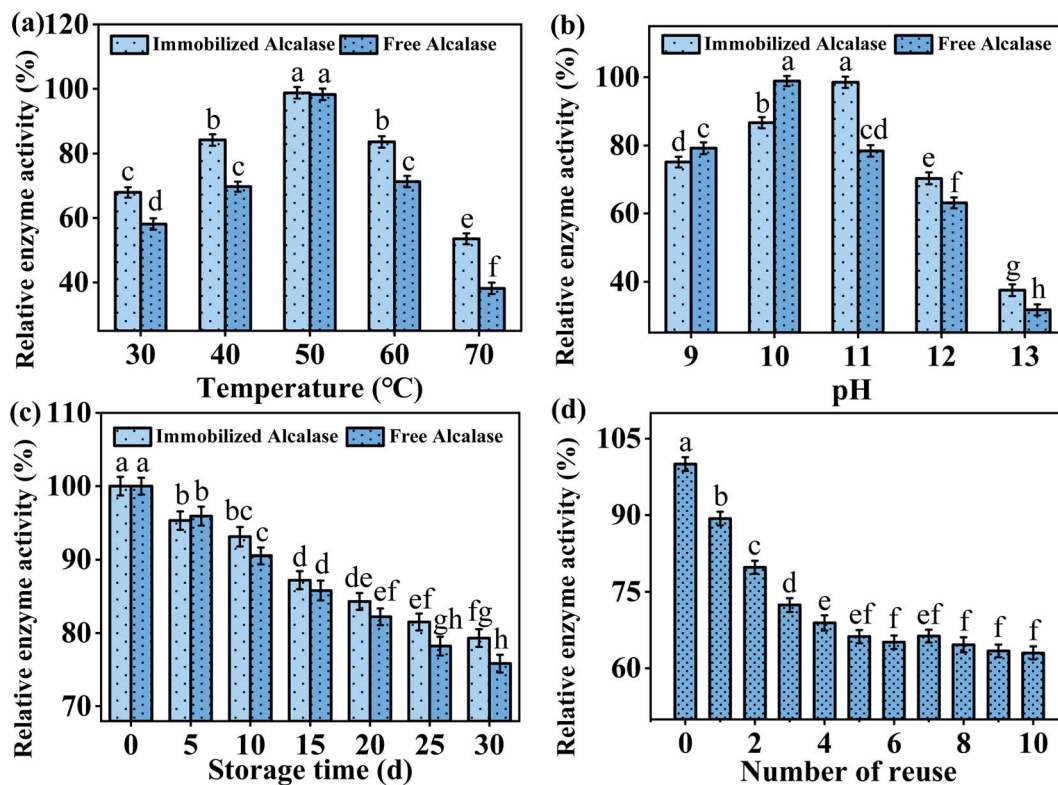 (a)
120
100
80
60
40
Relative enzyme activity (%)
Immobilized Alcalase Free Alcalase
c d b c a a b c e f
30 40 50 60 70
Temperature (°C)
(b)
100
80
60
40
Relative enzyme activity (%)
Immobilized Alcalase Free Alcalase
d c b a a cd e f g h
9 10 11 12 13
pH
(c)
110
100
90
80
70
Relative enzyme activity (%)
Immobilized Alcalase Free Alcalase
a a b b bc c d d de ef ef gh fg h
0 5 10 15 20 25 30
Storage time (d)
(d)
105
90
75
60
Relative enzyme activity (%)
a b c d e ef f ef f f f
0 2 4 6 8 10
Number of reuse